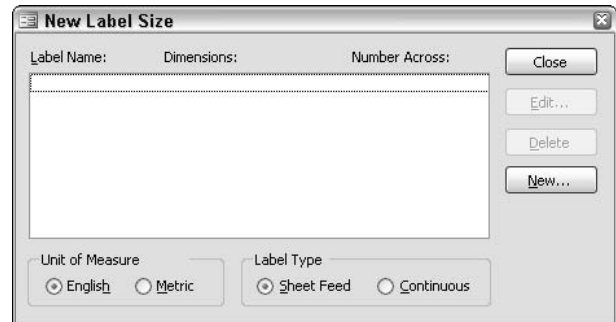 New Label Size
Label Name: Dimensions: Number Across:
Close
Edit...
Delete
New...
Unit of Measure
English Metric
Label Type
Sheet Feed Continuous